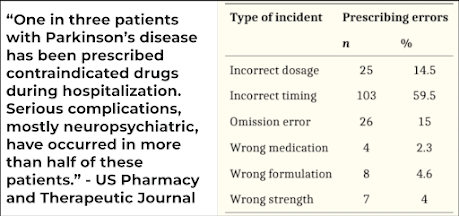 “One in three patients
with Parkinson’s disease
has been prescribed
contraindicated drugs
during hospitalization.
Serious complications,
mostly neuropsychiatric,
have occurred in more
than half of these
patients.” - US Pharmacy
and Therapeutic Journal
Type of incident Prescribing errors
n %
Incorrect dosage 25 14.5
Incorrect timing 103 59.5
Omission error 26 15
Wrong medication 4 2.3
Wrong formulation 8 4.6
Wrong strength 7 4